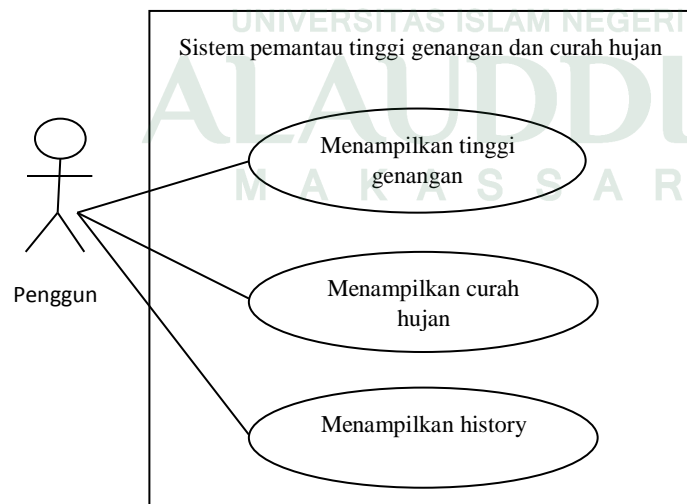 UNIVERSITAS ISLAM NEGERI
Sistem pemantau tinggi genangan dan curah hujan
ALAUDDI
Menampilkan tinggi
genangan
MAKASSAR
Penggun
Menampilkan curah
hujan
Menampilkan history